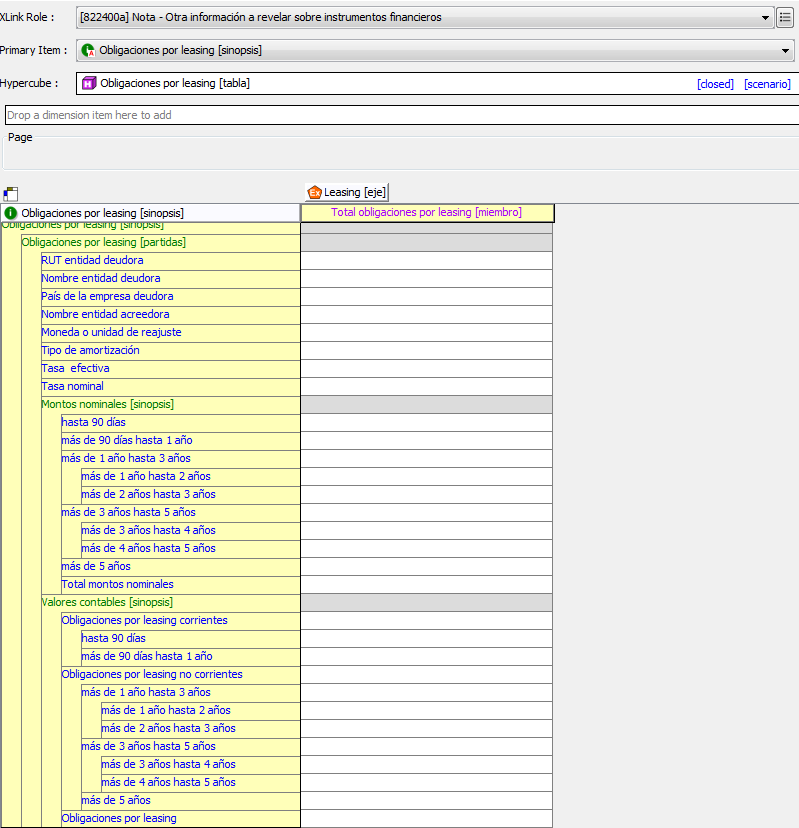 XLink Role :
[822400a] Nota - Otra información a revelar sobre instrumentos financieros
Primary Item :
Obligaciones por leasing [sinopsis]
Hypercube :
Obligaciones por leasing [tabla]
[closed] [scenario]
Drop a dimension item here to add
Page
Leasing [eje]
Obligaciones por leasing [sinopsis]
Total obligaciones por leasing [miembro]
Obligaciones por leasing [sinopsis]
Obligaciones por leasing [partidas]
RUT entidad deudora
Nombre entidad deudora
País de la empresa deudora
Nombre entidad acreedora
Moneda o unidad de reajuste
Tipo de amortización
Tasa efectiva
Tasa nominal
Montos nominales [sinopsis]
hasta 90 días
más de 90 días hasta 1 año
más de 1 año hasta 3 años
más de 1 año hasta 2 años
más de 2 años hasta 3 años
más de 3 años hasta 5 años
más de 3 años hasta 4 años
más de 4 años hasta 5 años
más de 5 años
Total montos nominales
Valores contables [sinopsis]
Obligaciones por leasing corrientes
hasta 90 días
más de 90 días hasta 1 año
Obligaciones por leasing no corrientes
más de 1 año hasta 3 años
más de 1 año hasta 2 años
más de 2 años hasta 3 años
más de 3 años hasta 5 años
más de 3 años hasta 4 años
más de 4 años hasta 5 años
más de 5 años
Obligaciones por leasing